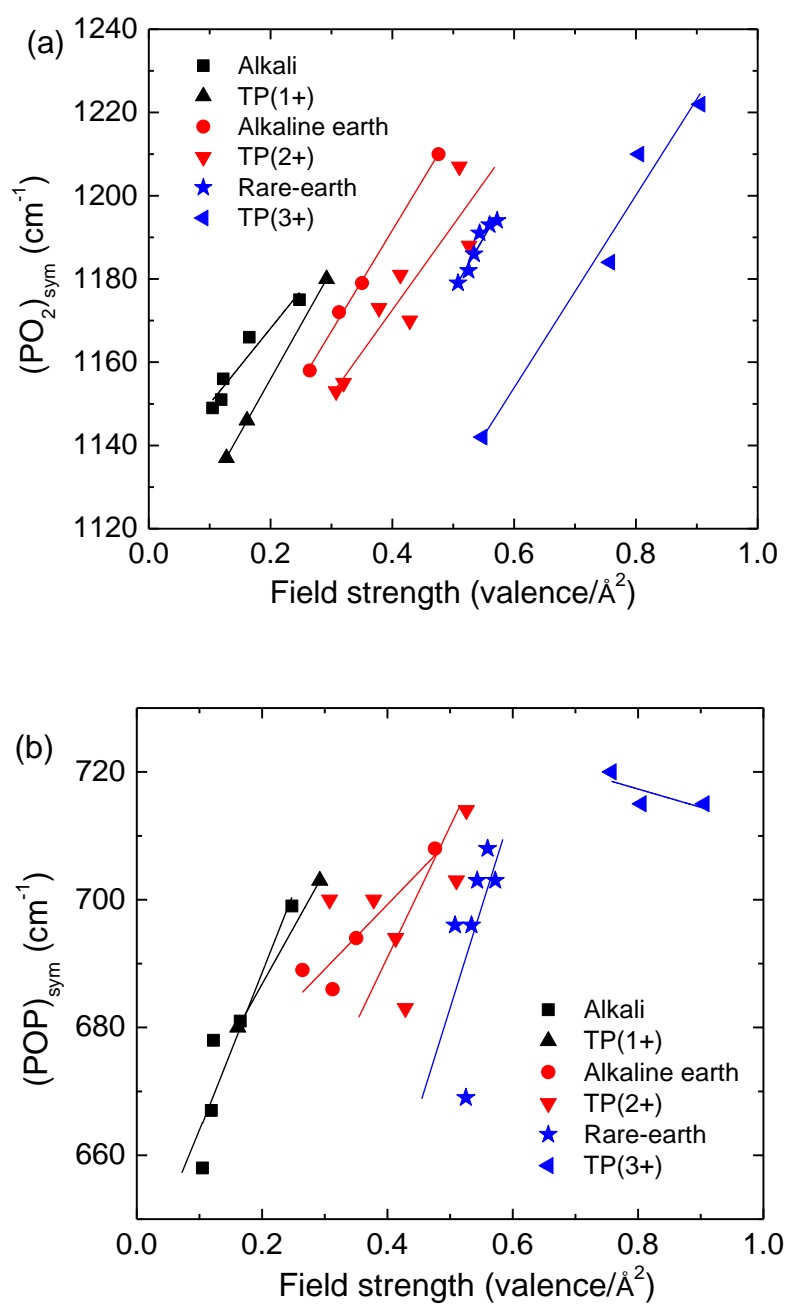 (a)
1240
1220
1200
1180
1160
1140
1120
(PO2)sym (cm-1)
Alkali
TP(1+)
Alkaline earth
TP(2+)
Rare-earth
TP(3+)
0.0 0.2 0.4 0.6 0.8 1.0
Field strength (valence/Å2)
(b)
720
700
680
660
(POP)sym (cm-1)
Alkali
TP(1+)
Alkaline earth
TP(2+)
Rare-earth
TP(3+)
0.0 0.2 0.4 0.6 0.8 1.0
Field strength (valence/Å2)